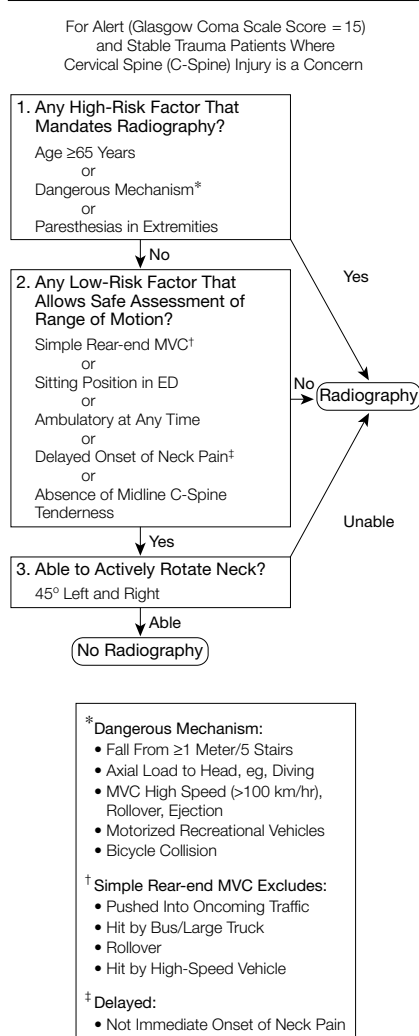 For Alert (Glasgow Coma Scale Score = 15)
and Stable Trauma Patients Where
Cervical Spine (C-Spine) Injury is a Concern
1. Any High-Risk Factor That
Mandates Radiography?
Age ≥65 Years
or
Dangerous Mechanism*
or
Paresthesias in Extremities
No
Yes
2. Any Low-Risk Factor That
Allows Safe Assessment of
Range of Motion?
Simple Rear-end MVC†
or
Sitting Position in ED
or
Ambulatory at Any Time
or
Delayed Onset of Neck Pain‡
or
Absence of Midline C-Spine
Tenderness
No
Radiography
Yes
Unable
3. Able to Actively Rotate Neck?
45º Left and Right
Able
No Radiography
*Dangerous Mechanism:
• Fall From ≥1 Meter/5 Stairs
• Axial Load to Head, eg, Diving
• MVC High Speed (>100 km/hr),
Rollover, Ejection
• Motorized Recreational Vehicles
• Bicycle Collision
†Simple Rear-end MVC Excludes:
• Pushed Into Oncoming Traffic
• Hit by Bus/Large Truck
• Rollover
• Hit by High-Speed Vehicle
‡Delayed:
• Not Immediate Onset of Neck Pain